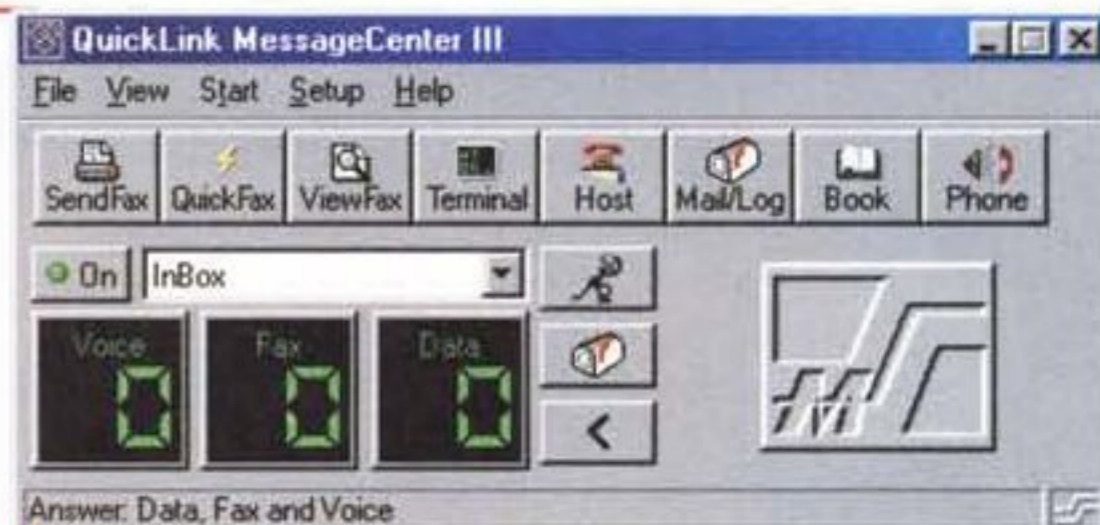 QuickLink MessageCenter III
File View Start Setup Help
SendFax QuickFax ViewFax Terminal Host Mail/Log Book Phone
On InBox
Voice Fax Data
0 0 0
<
Answer: Data, Fax and Voice